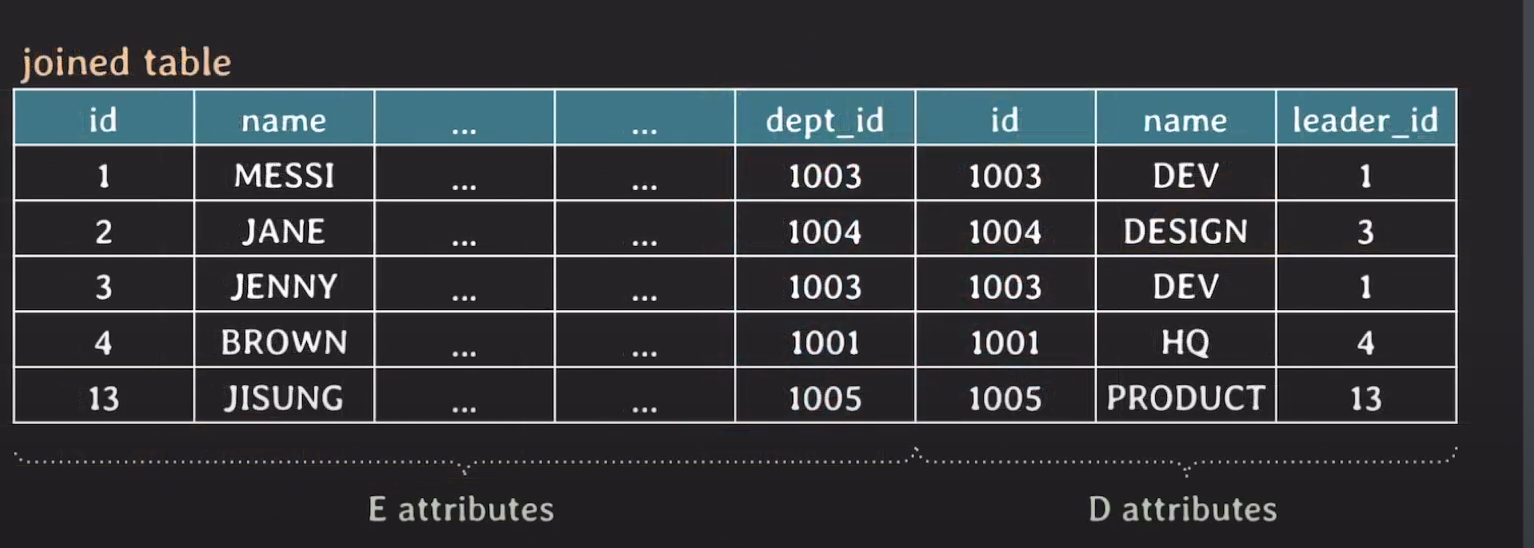 joined table
id name ... ... dept_id id name leader_id
1 MESSI ... ... 1003 1003 DEV 1
2 JANE ... ... 1004 1004 DESIGN 3
3 JENNY ... ... 1003 1003 DEV 1
4 BROWN ... ... 1001 1001 HQ 4
13 JISUNG ... ... 1005 1005 PRODUCT 13
E attributes D attributes